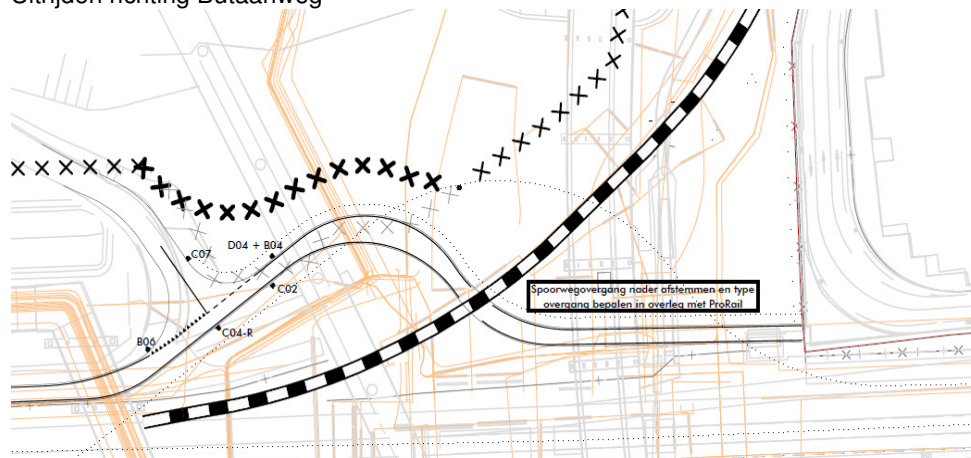 Uitrijden richting Butaanweg
D04 + B04
C07
C02
Spoorwegovergang nader afstemmen en type
overgang bepalen in overleg met ProRail
C04-R
B06